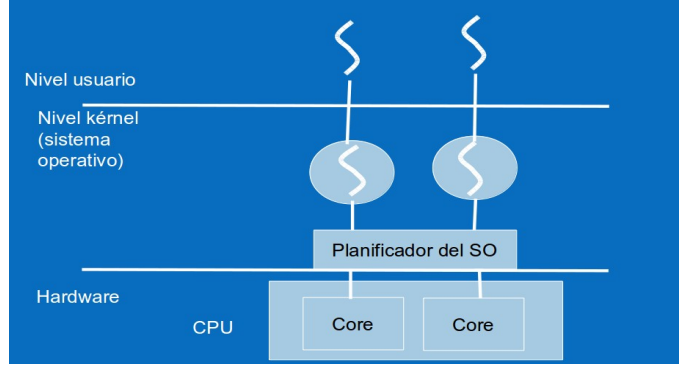 Nivel usuario
Nivel kérnel
(sistema
operativo)
Planificador del SO
Hardware
CPU
Core
Core